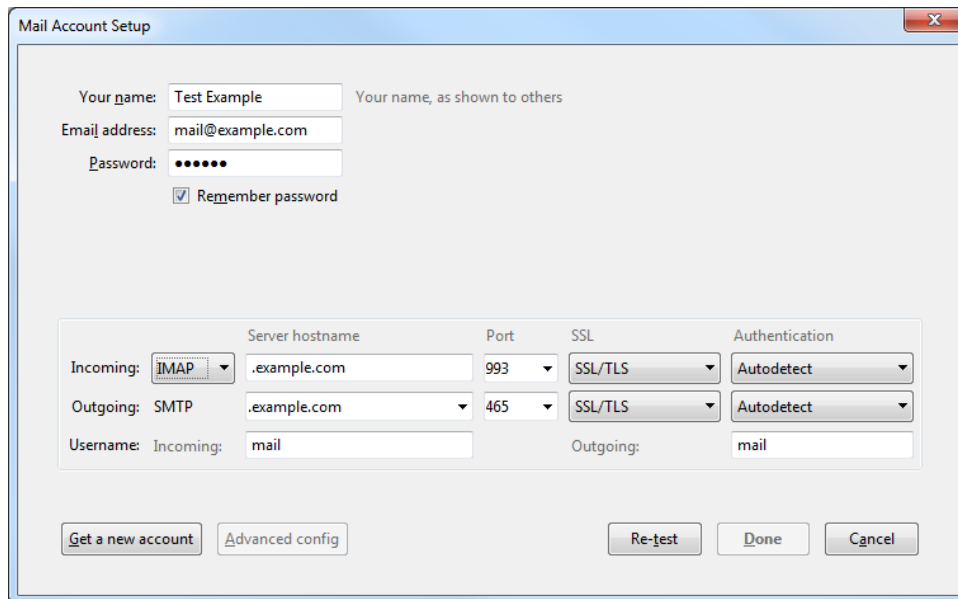 Mail Account Setup
Your name: Test Example Your name, as shown to others
Email address: mail@example.com
Password: ••••••
Remember password
Server hostname Port SSL Authentication
Incoming: IMAP .example.com 993 SSL/TLS Autodetect
Outgoing: SMTP .example.com 465 SSL/TLS Autodetect
Username: Incoming: mail Outgoing: mail
Get a new account Advanced config Re-test Done Cancel